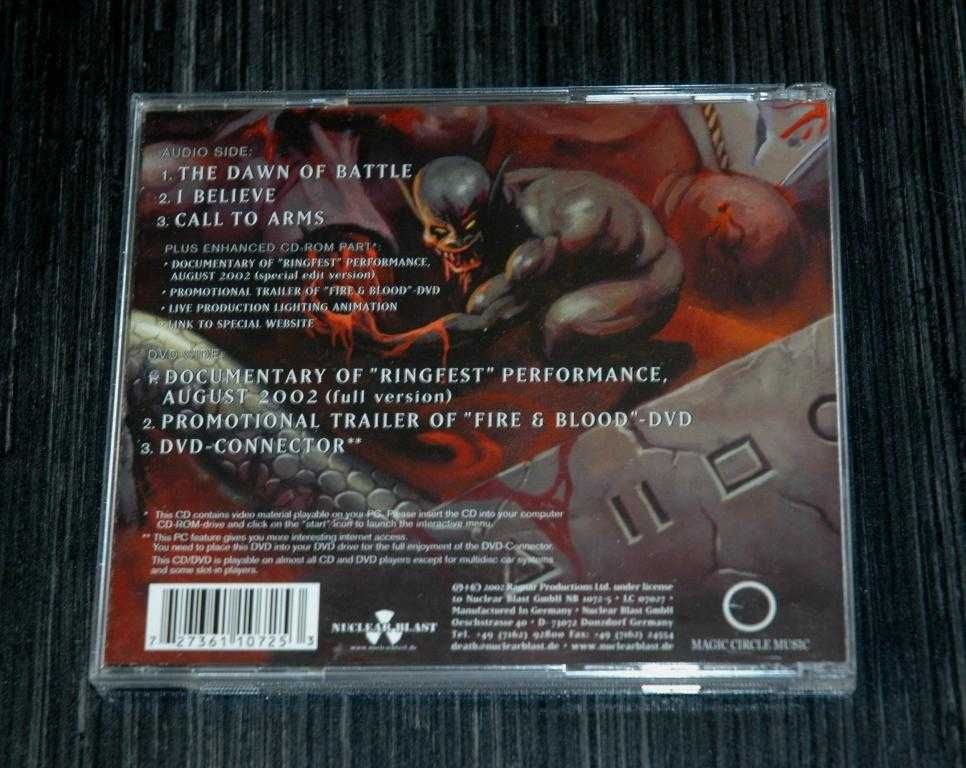 AUDIO SIDE:
1. THE DAWN OF BATTLE
2. I BELIEVE
3. CALL TO ARMS
PLUS ENHANCED CD-ROM PART*:
• DOCUMENTARY OF "RINGFEST" PERFORMANCE,
AUGUST 2002 (special edit version)
• PROMOTIONAL TRAILER OF "FIRE & BLOOD"-DVD
• LIVE PRODUCTION LIGHTING ANIMATION
• LINK TO SPECIAL WEBSITE
DVD SIDE:
1. DOCUMENTARY OF "RINGFEST" PERFORMANCE,
AUGUST 2002 (full version)
2. PROMOTIONAL TRAILER OF "FIRE & BLOOD"-DVD
3. DVD-CONNECTOR**
* This CD contains video material playable on your PC. Please insert the CD into your computer
CD-ROM-drive and click on the "start"-icon to launch the interactive menu.
** This PC feature gives you more interesting internet access.
You need to place this DVD into your DVD drive for the full enjoyment of the DVD-Connector.
This CD/DVD is playable on almost all CD and DVD players except for multidisc car systems
and some slot-in players.
7 27361 10725 3
NUCLEAR BLAST
www.nuclearblast.de
℗ + © 2002 Ragnar Productions Ltd. under license
to Nuclear Blast GmbH NB 1072-5 • LC 07027 •
Manufactured In Germany • Nuclear Blast GmbH
Oeschstrasse 40 • D-73072 Donzdorf Germany
Tel. +49 (7162) 92800 Fax: +49 (7162) 24554
death@nuclearblast.de • www.nuclearblast.de
MAGIC CIRCLE MUSIC